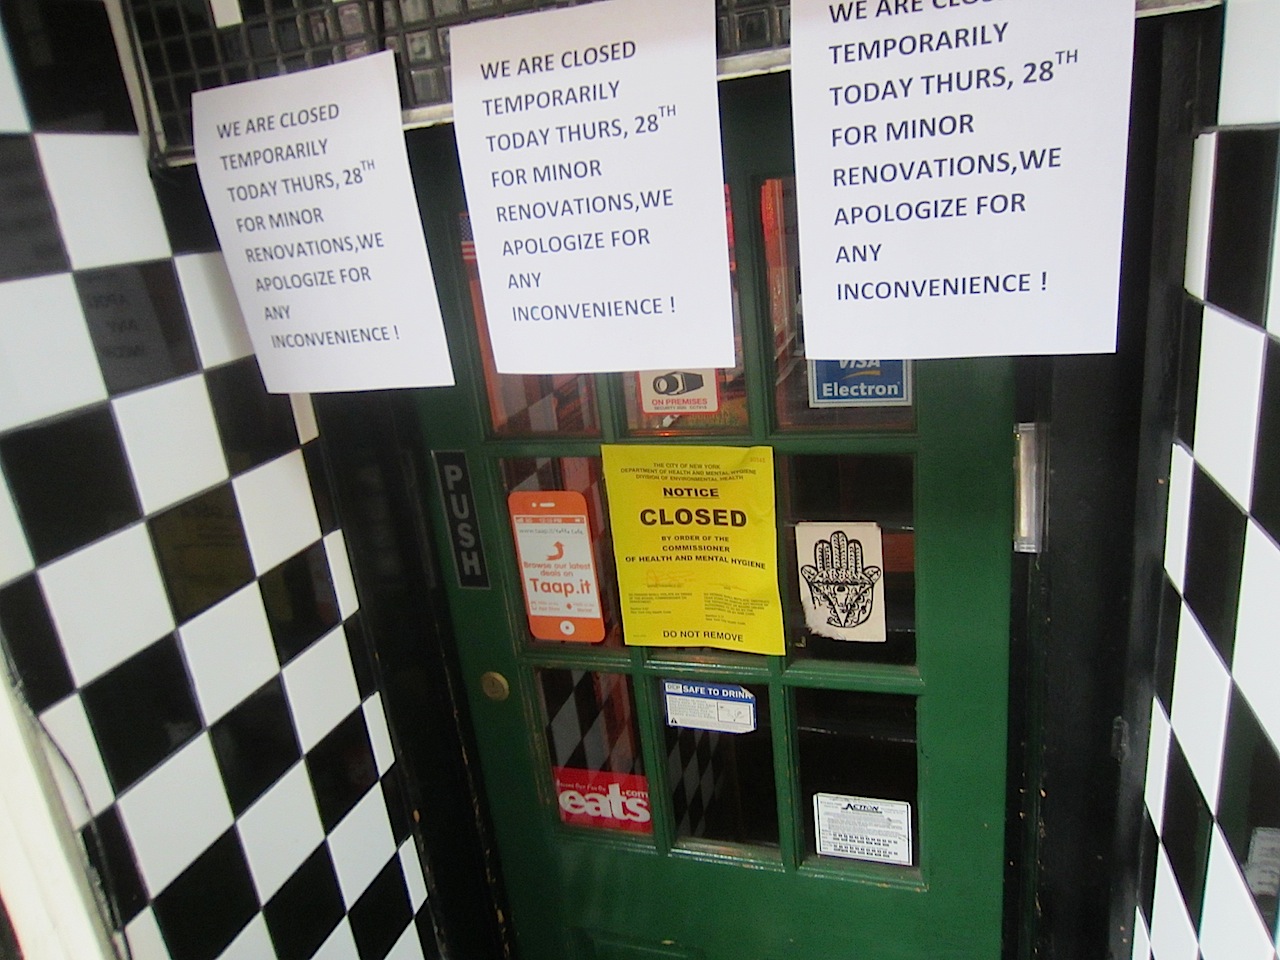 WE ARE CLOSED
TEMPORARILY
TODAY THURS, 28TH
FOR MINOR
RENOVATIONS,WE
APOLOGIZE FOR
ANY
INCONVENIENCE !
WE ARE CLOSED
TEMPORARILY
TODAY THURS, 28TH
FOR MINOR
RENOVATIONS,WE
APOLOGIZE FOR
ANY
INCONVENIENCE !
WE ARE
TEMPORARILY
TODAY THURS, 28TH
FOR MINOR
RENOVATIONS,WE
APOLOGIZE FOR
ANY
INCONVENIENCE !
ON PREMISES
VISA
Electron
PUSH
THE CITY OF NEW YORK
DEPARTMENT OF HEALTH AND MENTAL HYGIENE
DIVISION OF ENVIRONMENTAL HEALTH
NOTICE
CLOSED
BY ORDER OF THE
COMMISSIONER
OF HEALTH AND MENTAL HYGIENE
DO NOT REMOVE
Browse our latest
deals on
Taap.it
SAFE TO DRINK
eats.com
ACTION